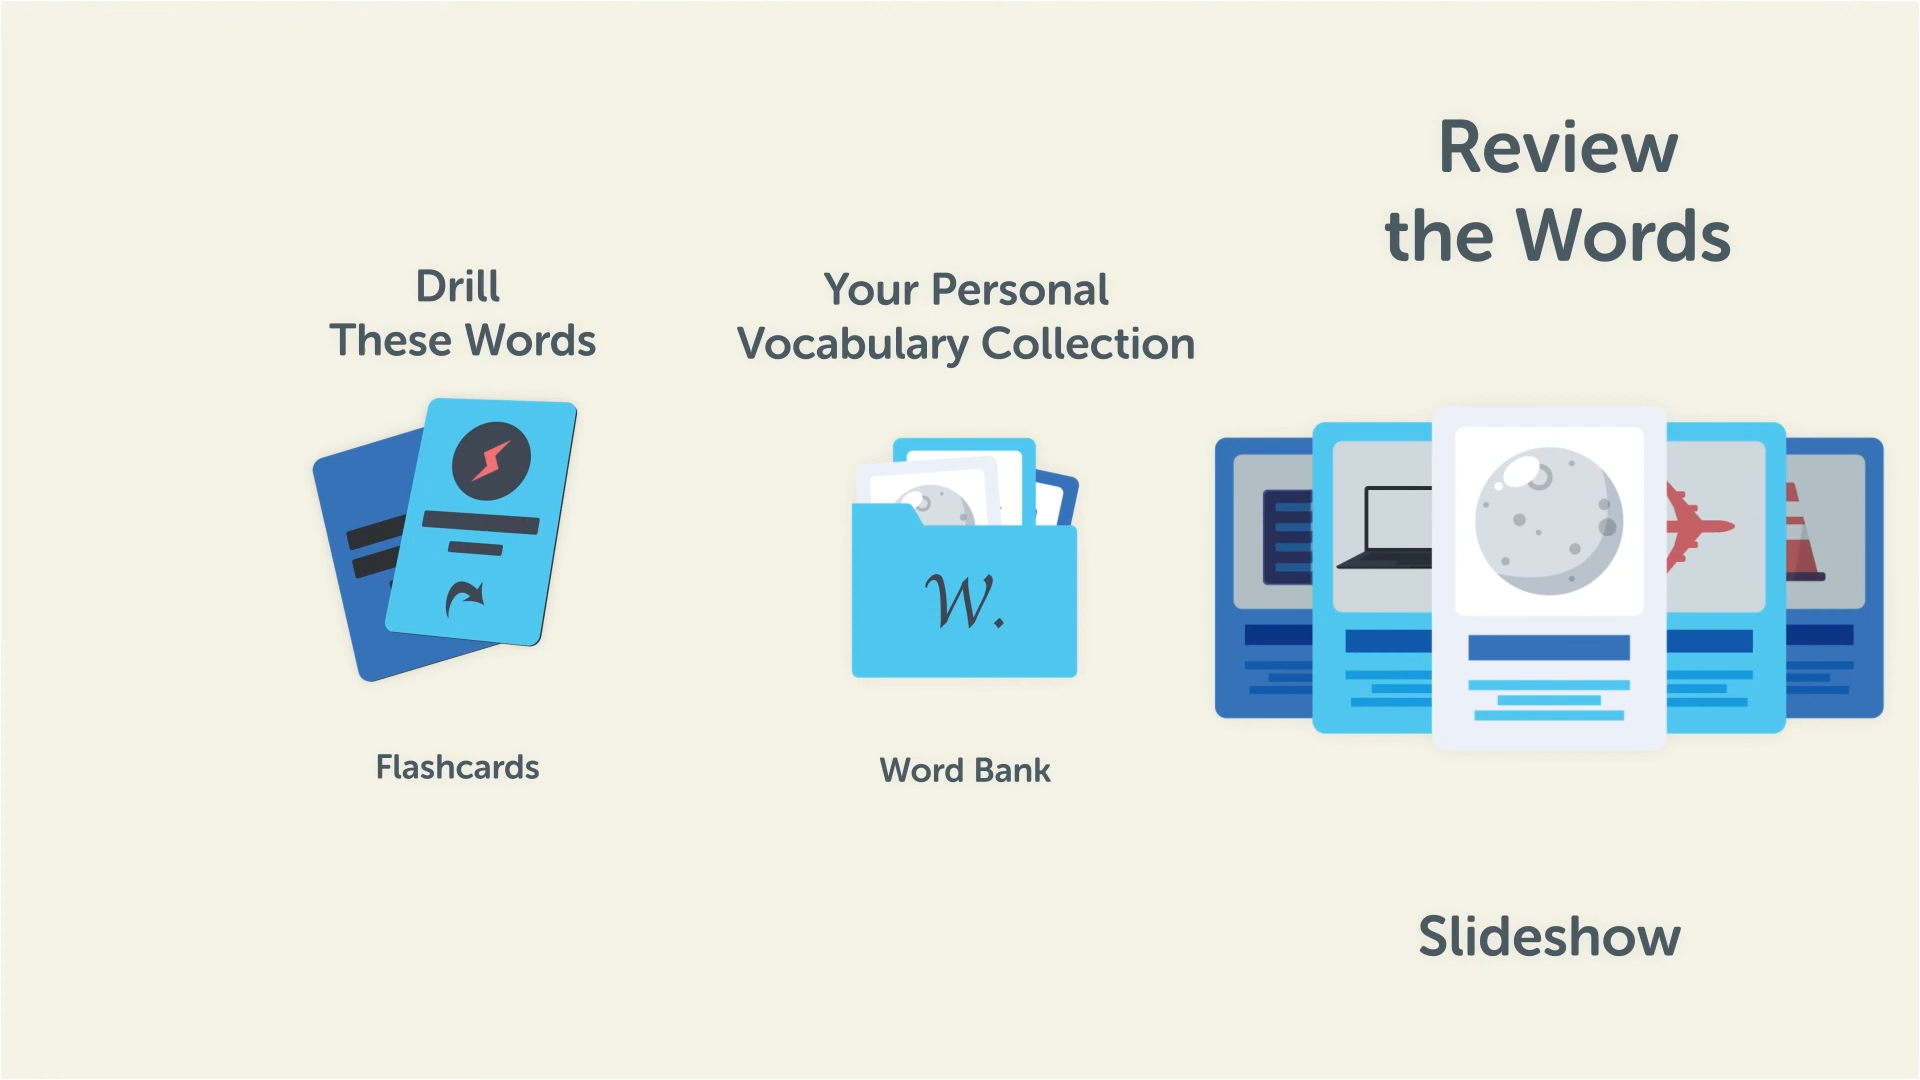 Drill
These Words
Flashcards
Your Personal
Vocabulary Collection
W.
Word Bank
Review
the Words
Slideshow